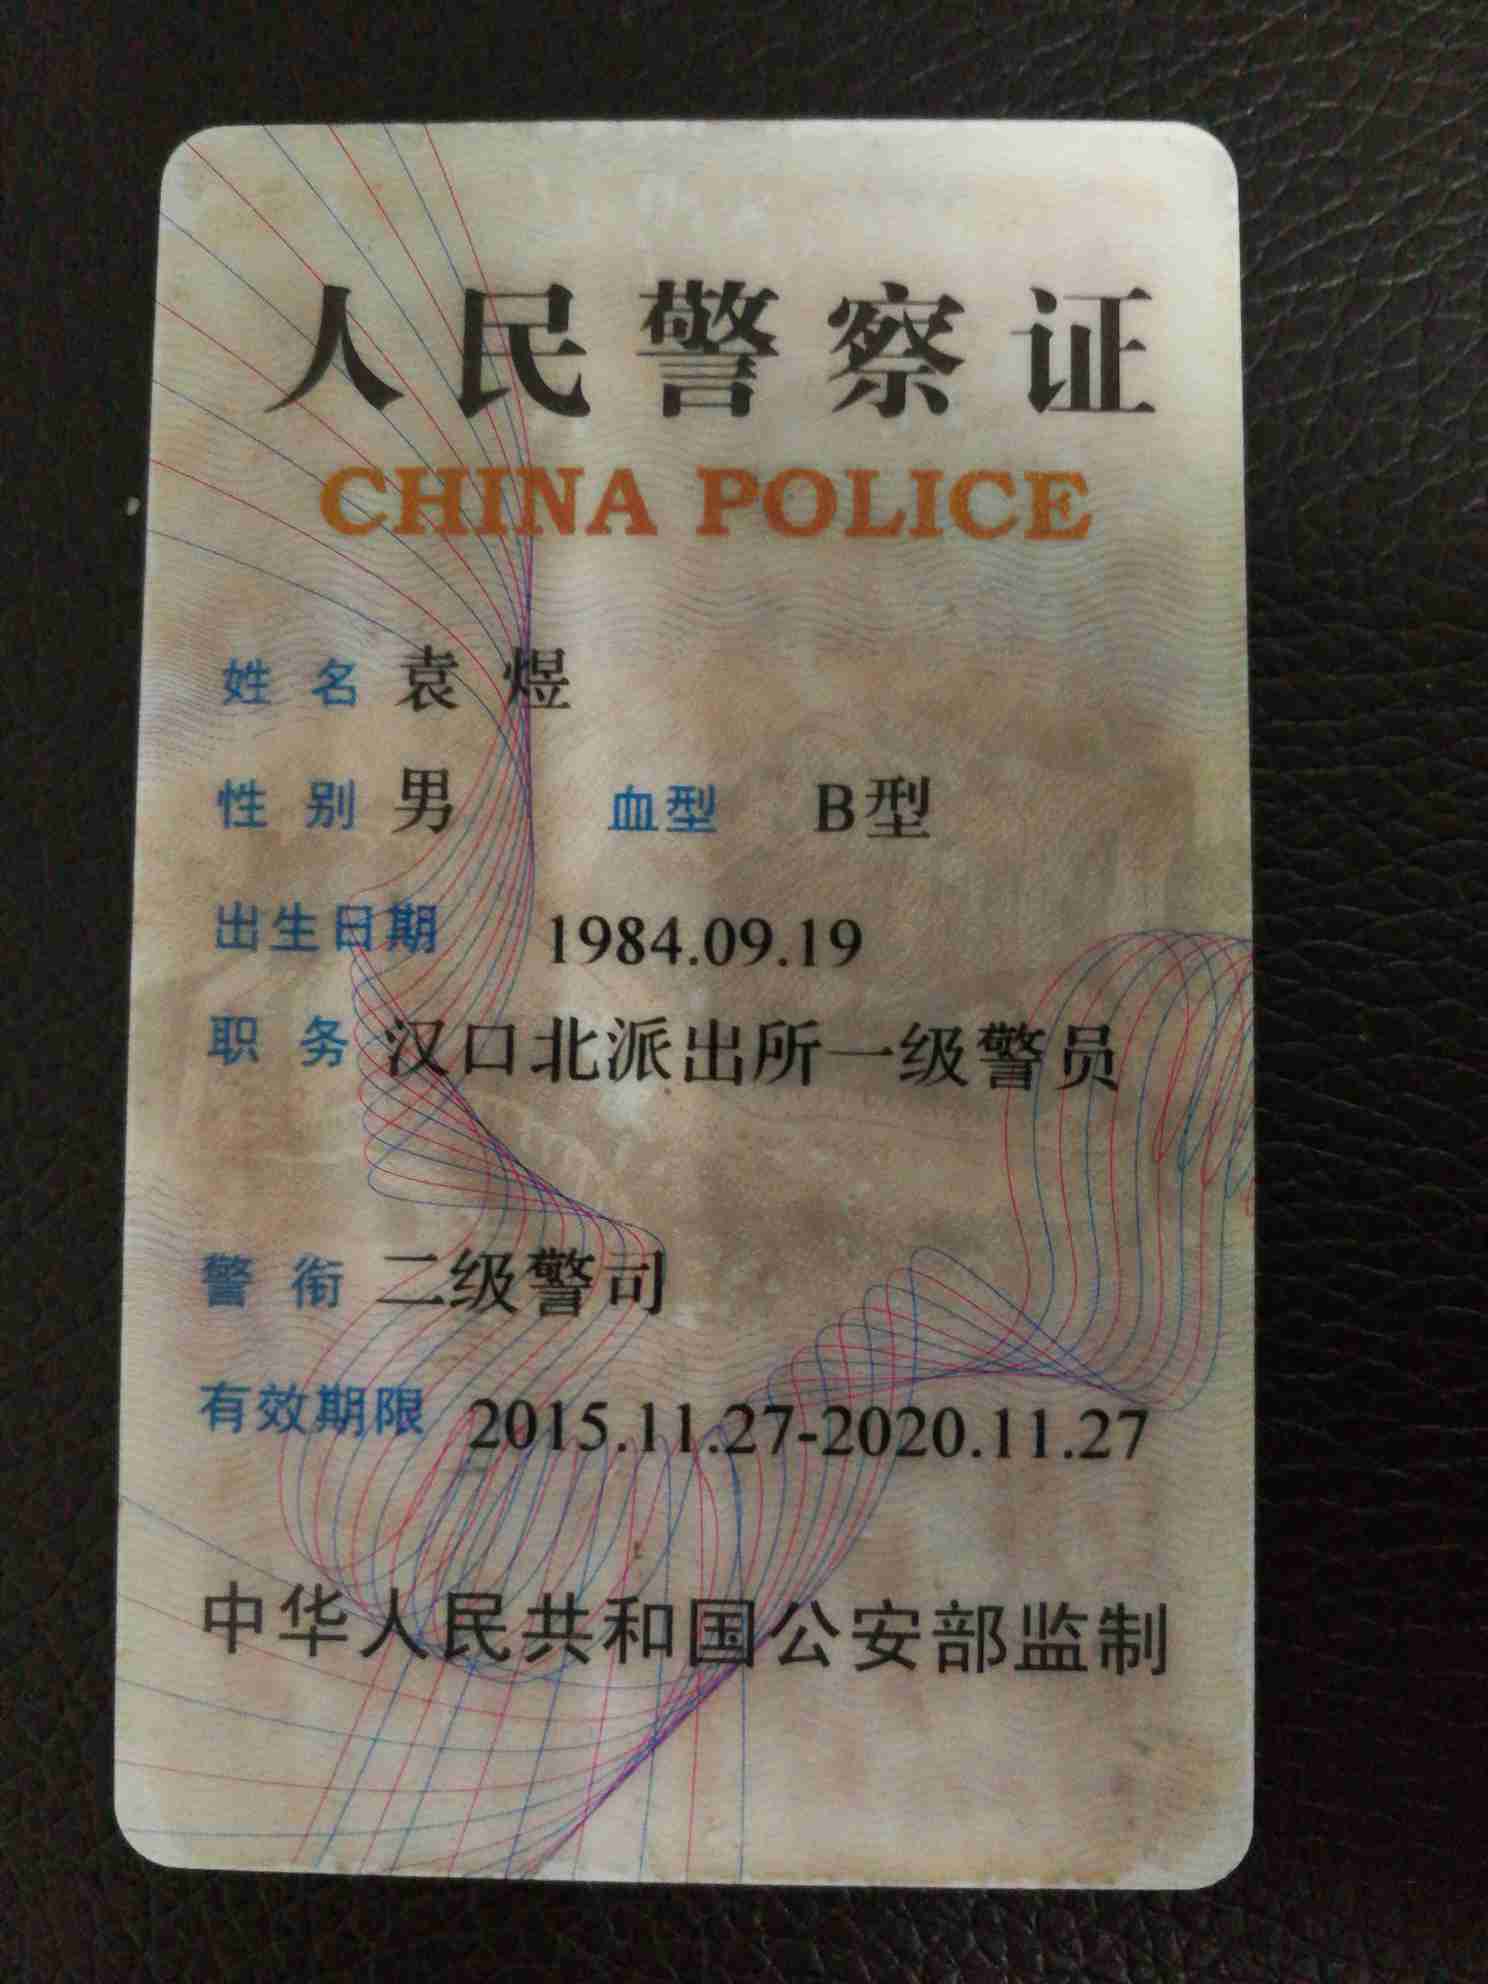 人民警察证
CHINA POLICE
姓名 袁煜
性别 男 血型 B型
出生日期 1984.09.19
职务 汉口北派出所一级警员
警衔 二级警司
有效期限 2015.11.27-2020.11.27
中华人民共和国公安部监制